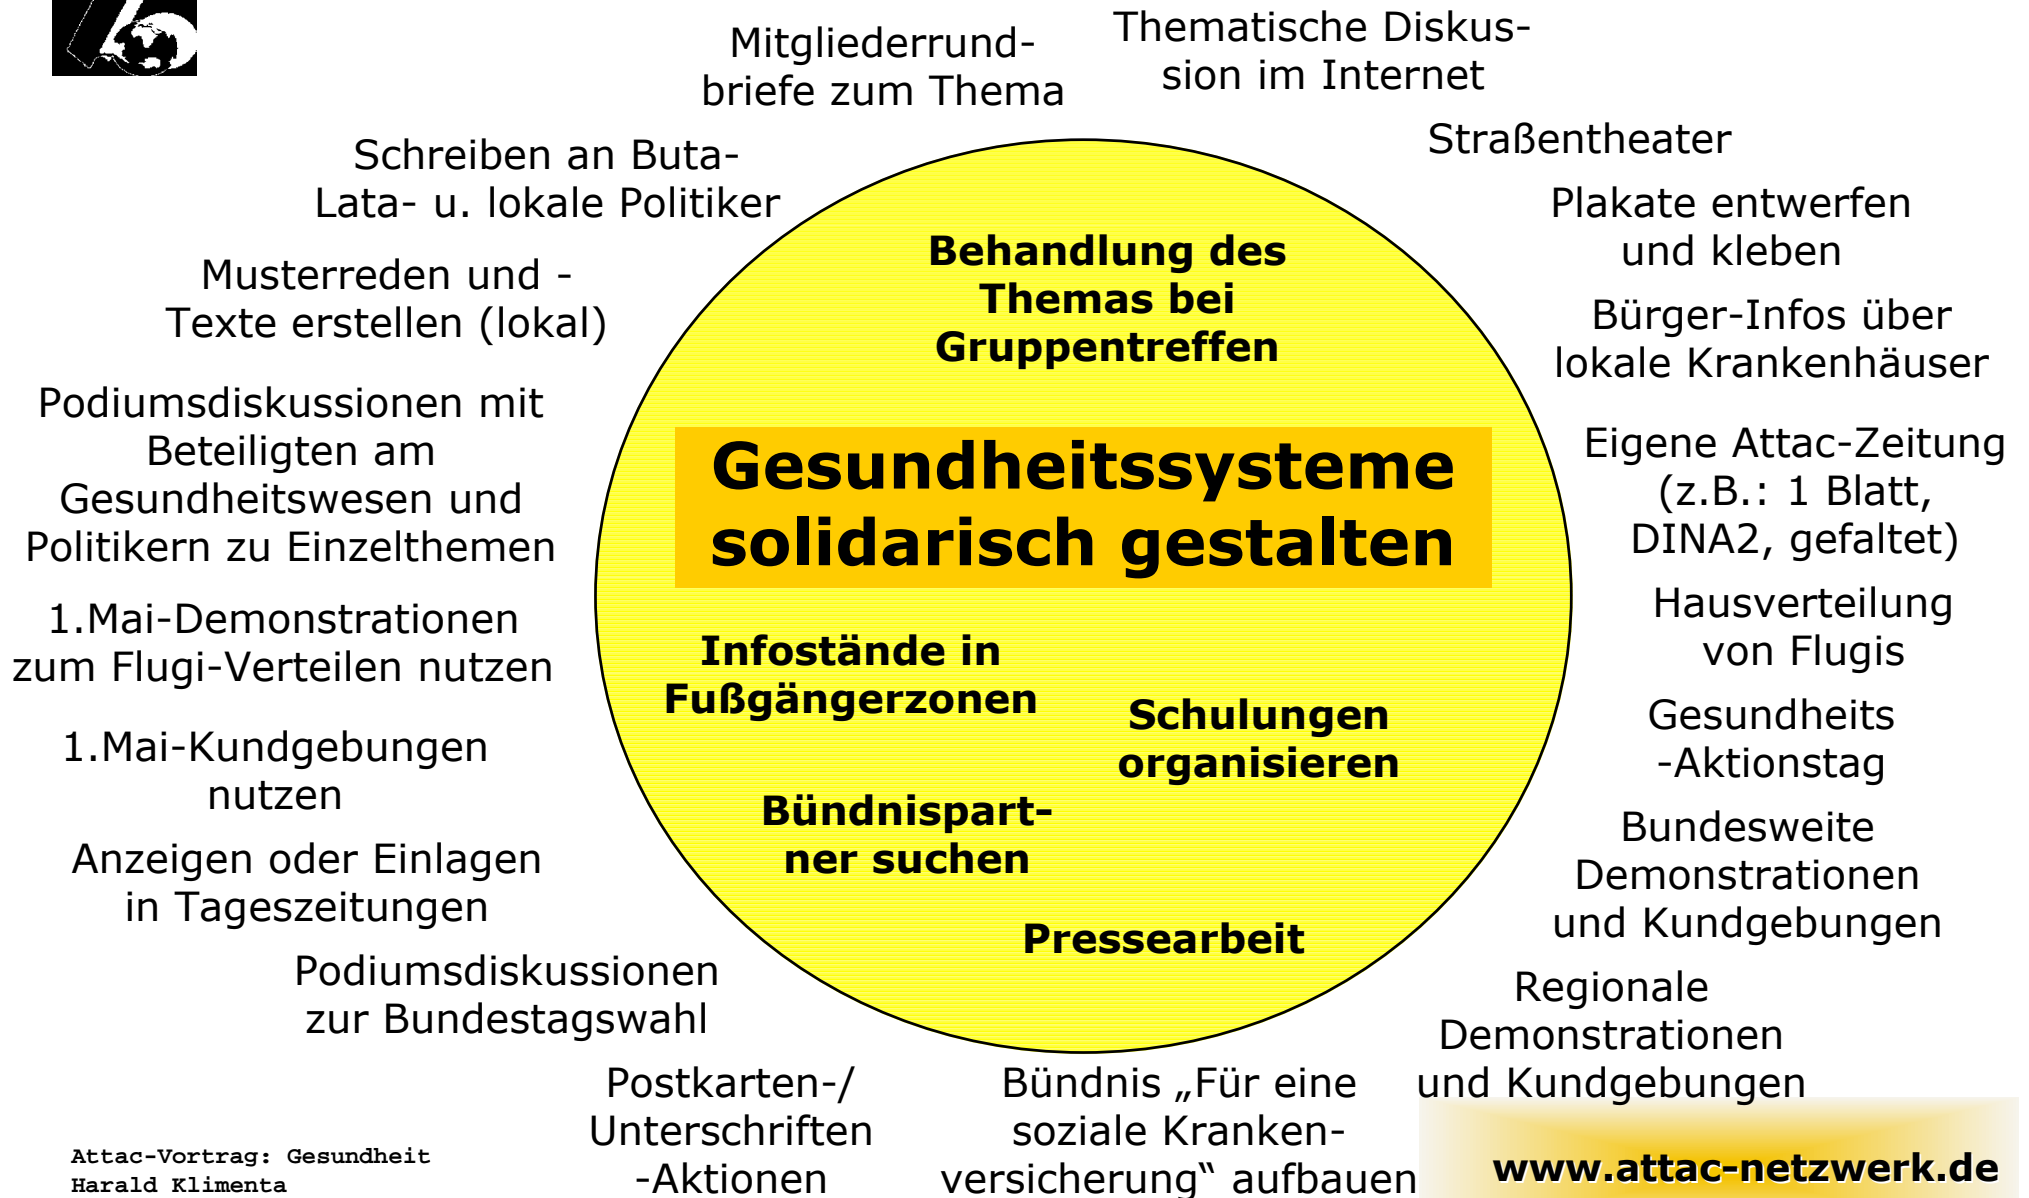 Mitgliederrund-
briefe zum Thema
Thematische Diskus-
sion im Internet
Straßentheater
Schreiben an Buta-
Lata- u. lokale Politiker
Plakate entwerfen
und kleben
Musterreden und -
Texte erstellen (lokal)
Bürger-Infos über
lokale Krankenhäuser
Podiumsdiskussionen mit
Beteiligten am
Gesundheitswesen und
Politikern zu Einzelthemen
Eigene Attac-Zeitung
(z.B.: 1 Blatt,
DINA2, gefaltet)
1.Mai-Demonstrationen
zum Flugi-Verteilen nutzen
Hausverteilung
von Flugis
1.Mai-Kundgebungen
nutzen
Gesundheits
-Aktionstag
Anzeigen oder Einlagen
in Tageszeitungen
Bundesweite
Demonstrationen
und Kundgebungen
Podiumsdiskussionen
zur Bundestagswahl
Regionale
Demonstrationen
und Kundgebungen
Postkarten-/
Unterschriften
-Aktionen
Bündnis „Für eine
soziale Kranken-
versicherung“ aufbauen
Behandlung des
Themas bei
Gruppentreffen
Gesundheitssysteme
solidarisch gestalten
Infostände in
Fußgängerzonen
Schulungen
organisieren
Bündnispart-
ner suchen
Pressearbeit
Attac-Vortrag: Gesundheit
Harald Klimenta
www.attac-netzwerk.de